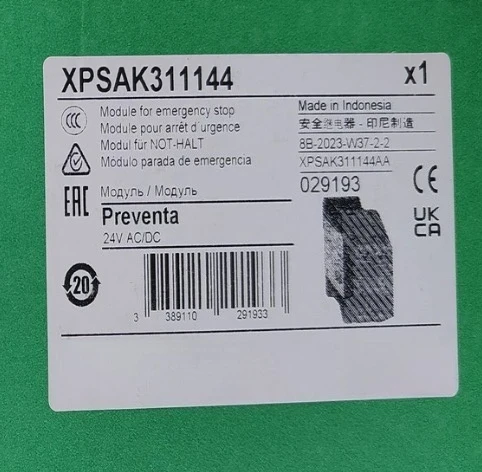 XPSAK311144 x1
Module for emergency stop
Module pour arrêt d'urgence
Modul für NOT-HALT
Módulo parada de emergencia
Модуль / Модуль
Preventa
24V AC/DC
Made in Indonesia
安全继电器 - 印尼制造
8B-2023-W37-2-2
XPSAK311144AA
029193
CCC
EAC
CE
UK
CA
20
3 389110 291933